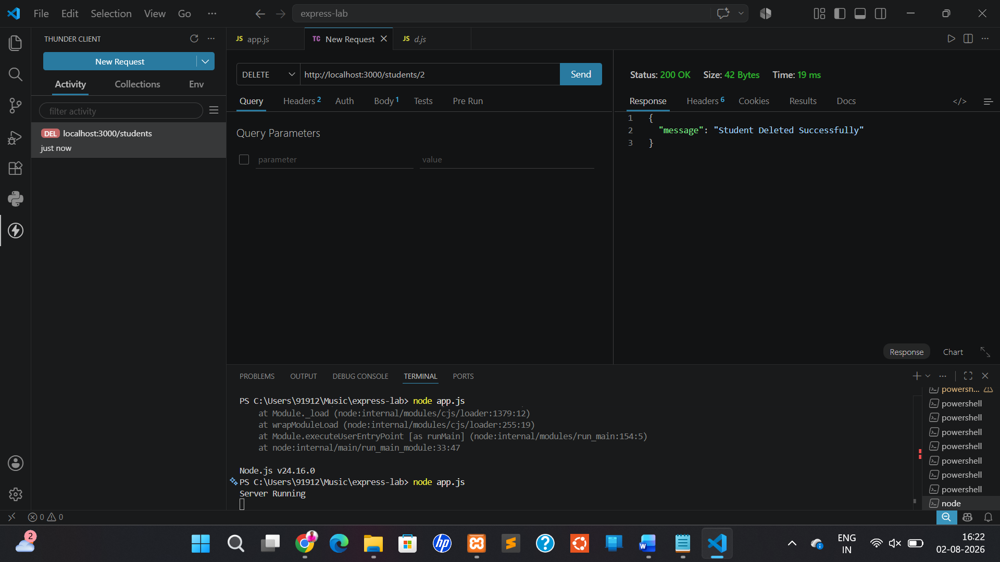 File Edit Selection View Go ···
express-lab
THUNDER CLIENT
New Request
Activity Collections Env
filter activity
DEL localhost:3000/students
just now
JS app.js
TC New Request
JS d.js
DELETE
http://localhost:3000/students/2
Send
Query Headers 2 Auth Body 1 Tests Pre Run
Query Parameters
parameter value
Status: 200 OK Size: 42 Bytes Time: 19 ms
Response Headers 6 Cookies Results Docs </>
1 {
2 "message": "Student Deleted Successfully"
3 }
Response Chart
PROBLEMS OUTPUT DEBUG CONSOLE TERMINAL PORTS
PS C:\Users\91912\Music\express-lab> node app.js
at Module._load (node:internal/modules/cjs/loader:1379:12)
at wrapModuleLoad (node:internal/modules/cjs/loader:255:19)
at Module.executeUserEntryPoint [as runMain] (node:internal/modules/run_main:154:5)
at node:internal/main/run_main_module:33:47
Node.js v24.16.0
PS C:\Users\91912\Music\express-lab> node app.js
Server Running
powersh...
powershell
powershell
powershell
powershell
powershell
powershell
powershell
node
0 0
2
hp
W
ENG
IN
16:22
02-08-2026